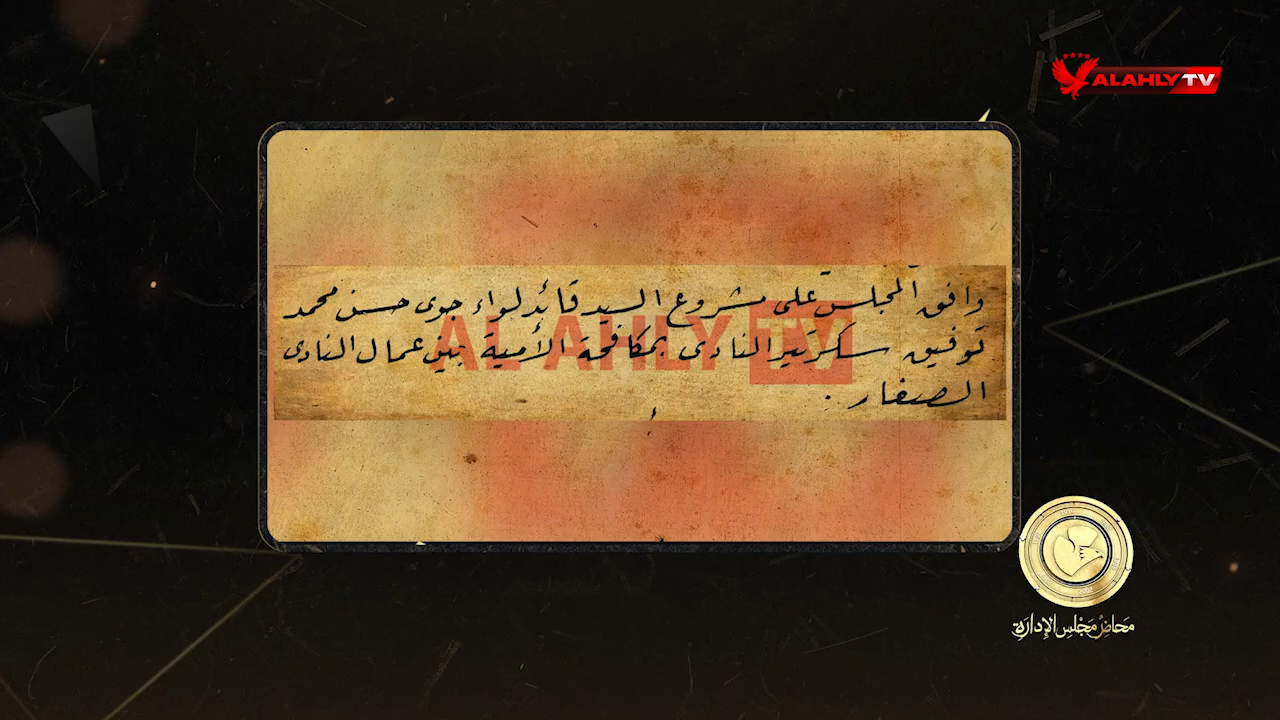 ALAHLY TV
وافق المجلس على مشروع السيد قائد لواء جوى حسن محمد
توفيق سكرتير النادى بمكافحة الأمية بين عمال النادى
الصغار .
AL AHLY TV
محاضر مجلس الإدارة